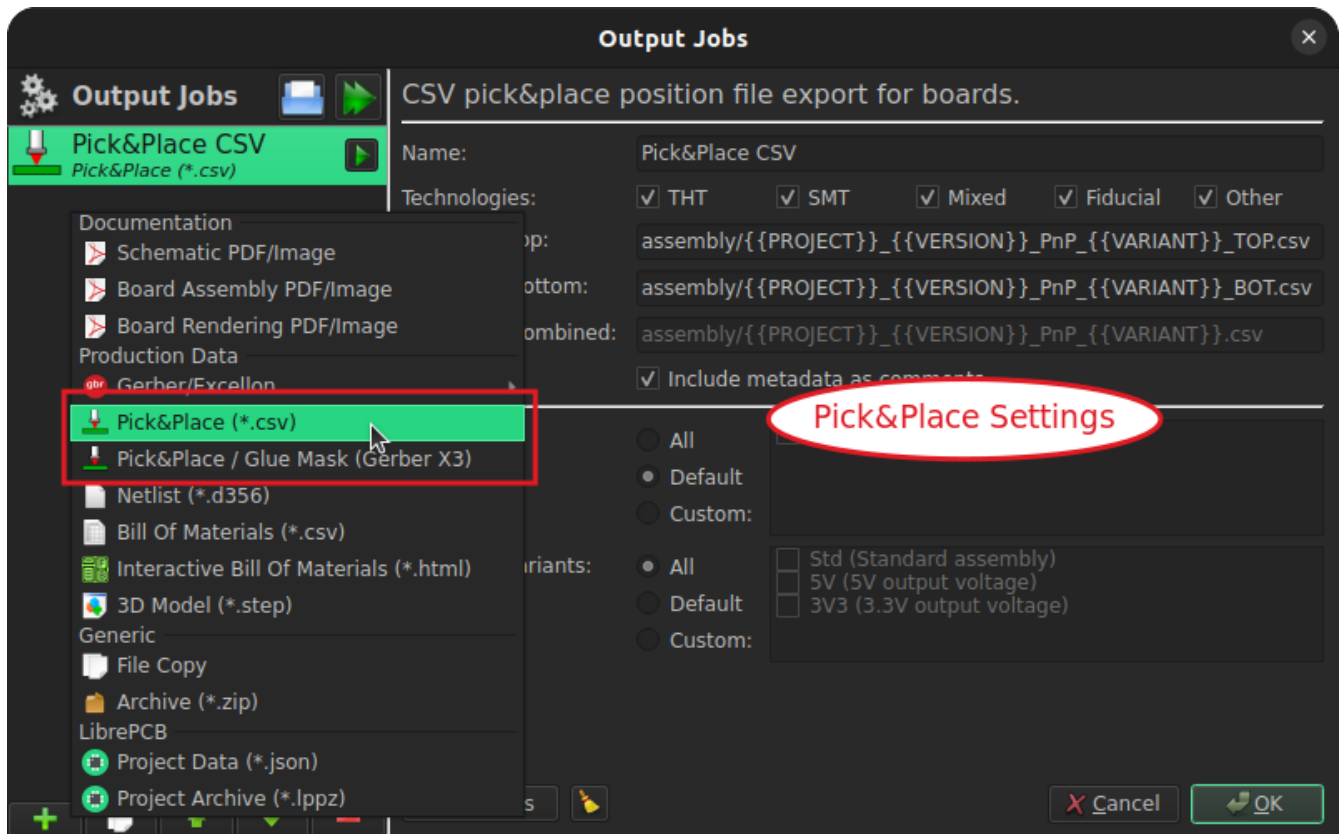 Output Jobs
Output Jobs
CSV pick&place position file export for boards.
Pick&Place CSV
Pick&Place (*.csv)
Name:
Pick&Place CSV
Technologies:
THT
SMT
Mixed
Fiducial
Other
assembly/{{PROJECT}}_{{VERSION}}_PnP_{{VARIANT}}_TOP.csv
ottom:
assembly/{{PROJECT}}_{{VERSION}}_PnP_{{VARIANT}}_BOT.csv
ombined:
assembly/{{PROJECT}}_{{VERSION}}_PnP_{{VARIANT}}.csv
Include metadata as comments
Pick&Place Settings
All
Default
Custom:
riants:
All
Default
Custom:
Std (Standard assembly)
5V (5V output voltage)
3V3 (3.3V output voltage)
Documentation
Schematic PDF/Image
Board Assembly PDF/Image
Board Rendering PDF/Image
Production Data
gbr Gerber/Excellon
Pick&Place (*.csv)
Pick&Place / Glue Mask (Gerber X3)
Netlist (*.d356)
Bill Of Materials (*.csv)
Interactive Bill Of Materials (*.html)
3D Model (*.step)
Generic
File Copy
Archive (*.zip)
LibrePCB
Project Data (*.json)
Project Archive (*.lppz)
s
Cancel
OK